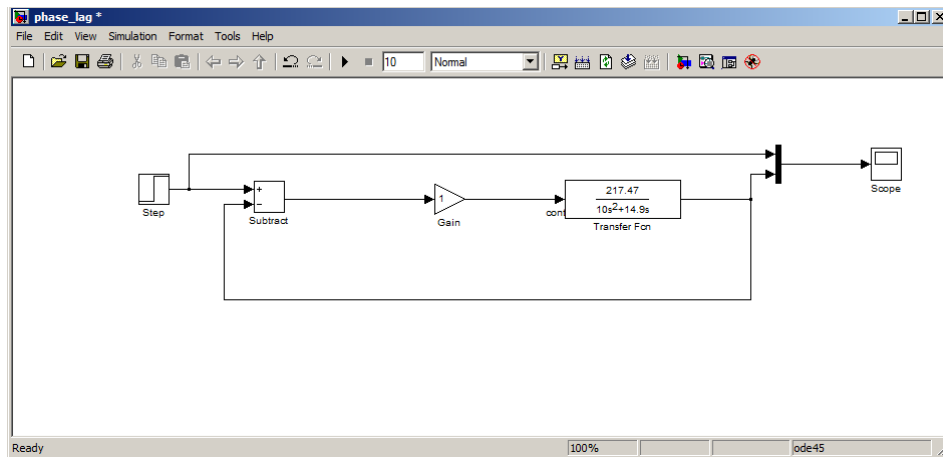 phase_lag *
File Edit View Simulation Format Tools Help
10 Normal
+
−
Step
Subtract
1
Gain
cont
217.47
10s²+14.9s
Transfer Fcn
Scope
Ready 100% ode45